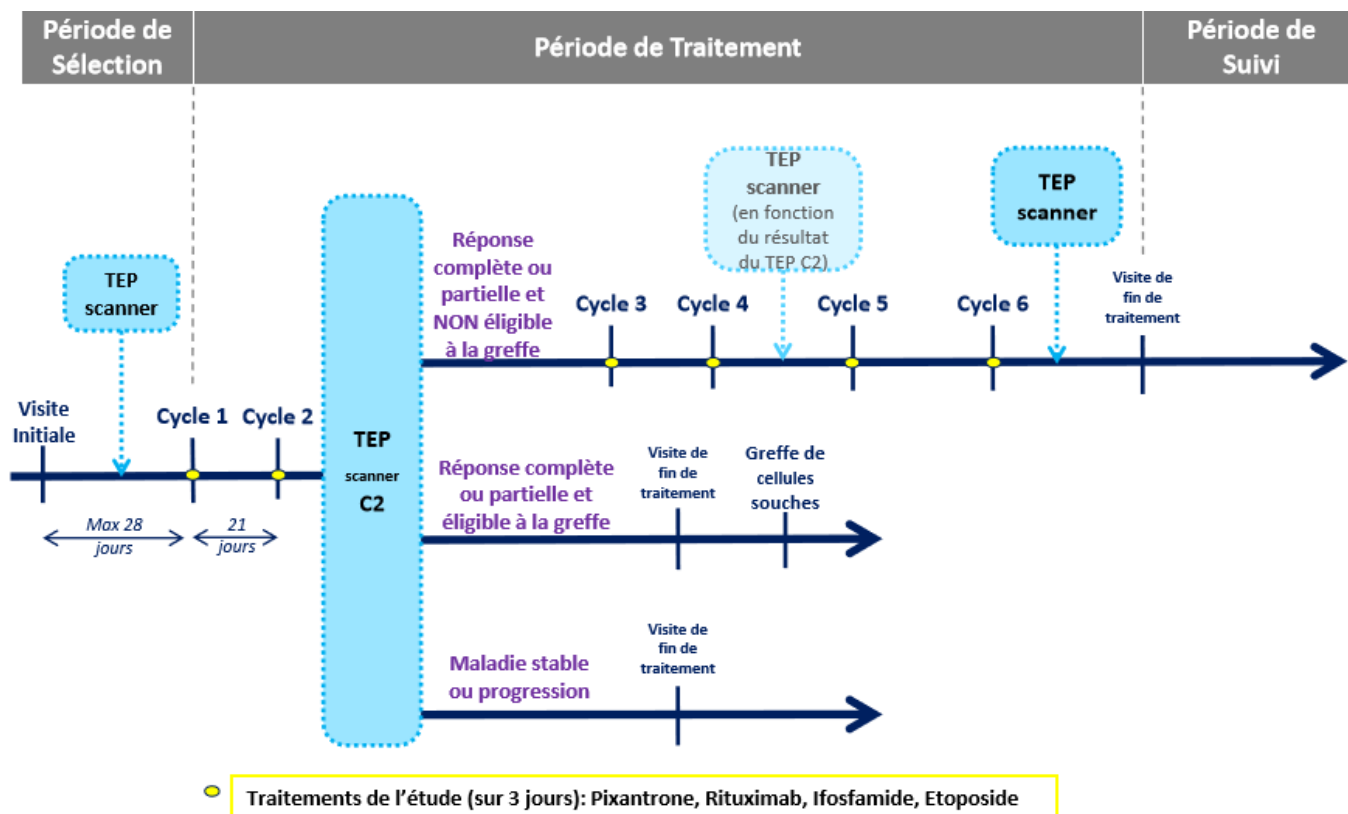 Période de
Sélection
Période de Traitement
Période de
Suivi
TEP
scanner
(en fonction
du résultat
du TEP C2)
TEP
scanner
TEP
scanner
Réponse
complète ou
partielle et
NON éligible
à la greffe
Cycle 3
Cycle 4
Cycle 5
Cycle 6
Visite de
fin de
traitement
Visite
Initiale
Cycle 1
Cycle 2
TEP
scanner
C2
Max 28
jours
21
jours
Réponse complète
ou partielle et
éligible à la greffe
Visite de
fin de
traitement
Greffe de
cellules
souches
Maladie stable
ou progression
Visite de
fin de
traitement
Traitements de l'étude (sur 3 jours): Pixantrone, Rituximab, Ifosfamide, Etoposide